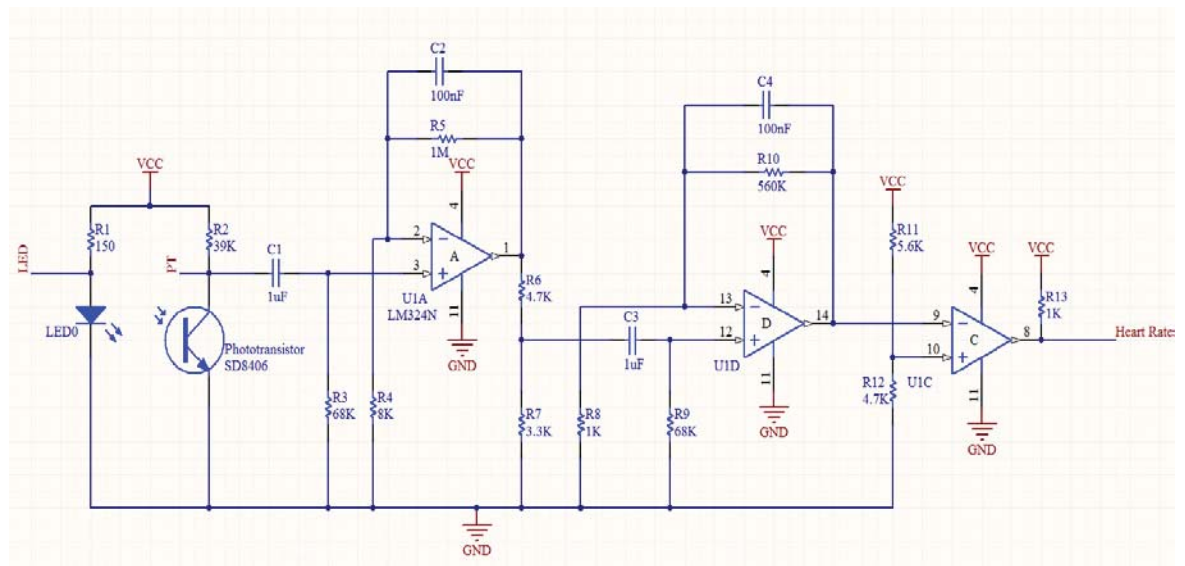 C2
100nF
R5
1M
VCC
4
2
3
A
1
11
U1A
LM324N
GND
VCC
R1
150
R2
39K
LED
PT
C1
1uF
LED0
Phototransistor
SD8406
R3
68K
R4
8K
R6
4.7K
R7
3.3K
GND
C4
100nF
R10
560K
VCC
4
13
12
D
14
11
U1D
GND
C3
1uF
R8
1K
R9
68K
VCC
R11
5.6K
R12
4.7K
VCC
4
9
10
C
8
11
U1C
GND
VCC
R13
1K
Heart Rate